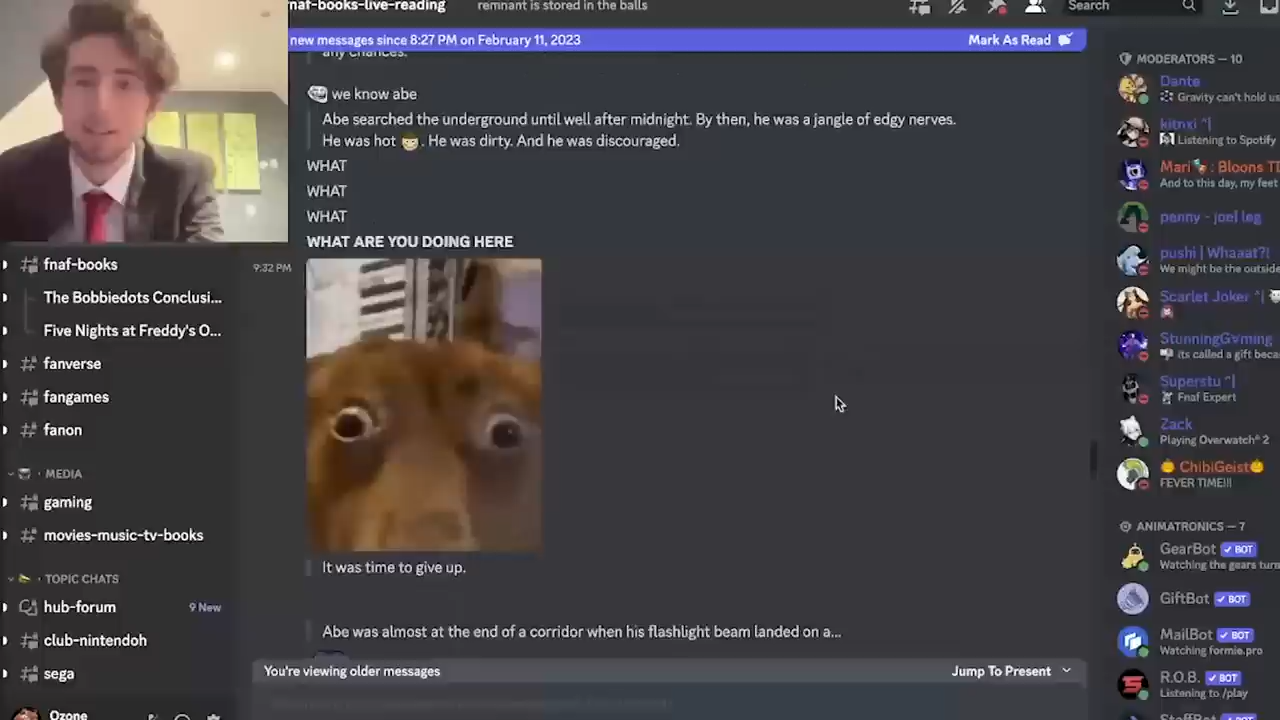 fnaf-books-live-reading
remnant is stored in the balls
Search
new messages since 8:27 PM on February 11, 2023
Mark As Read
any chances.
we know abe
Abe searched the underground until well after midnight. By then, he was a jangle of edgy nerves.
He was hot 🤠. He was dirty. And he was discouraged.
WHAT
WHAT
WHAT
WHAT ARE YOU DOING HERE
9:32 PM
It was time to give up.
Abe was almost at the end of a corridor when his flashlight beam landed on a...
You're viewing older messages
Jump To Present
fnaf-books
The Bobbiedots Conclusi...
Five Nights at Freddy's O...
fanverse
fangames
fanon
MEDIA
gaming
movies-music-tv-books
TOPIC CHATS
hub-forum
9 New
club-nintendoh
sega
Ozone
MODERATORS — 10
Dante
Gravity can't hold us
kitnxi ^|
Listening to Spotify
Mari🎭: Bloons TD
And to this day, my feet
penny - joel leg
pushi | Whaaat?!
We might be the outside
Scarlet Joker ^|
StunningG∀ming
its called a gift beca
Superstu ^|
Fnaf Expert
Zack
Playing Overwatch® 2
🎃 ChibiGeist🎃
FEVER TIME!!!
ANIMATRONICS — 7
GearBot ✓ BOT
Watching the gears turn
GiftBot ✓ BOT
MailBot ✓ BOT
Watching formie.pro
R.O.B. ✓ BOT
Listening to /play